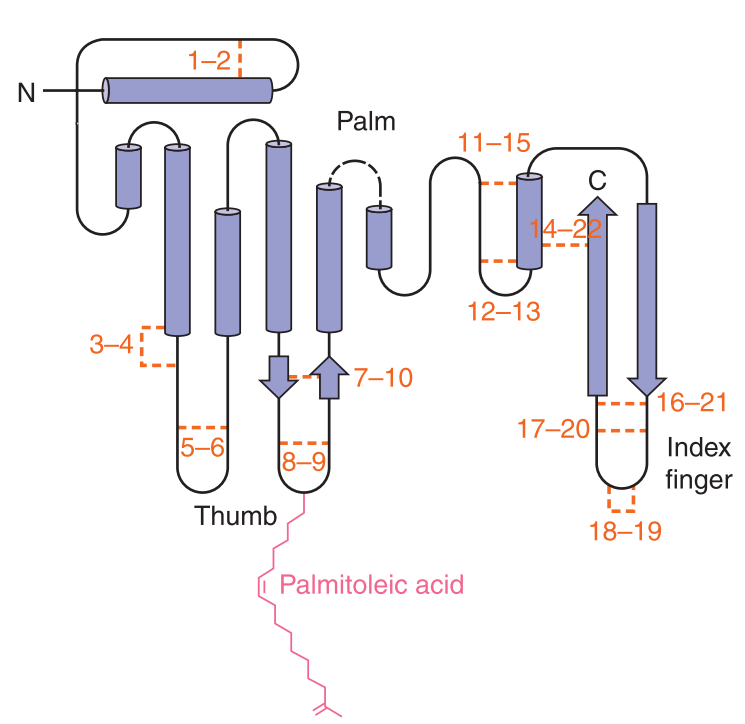 1–2
N
Palm
11–15
C
14–22
12–13
3–4
7–10
16–21
17–20
5–6
8–9
Index
finger
Thumb
18–19
Palmitoleic acid